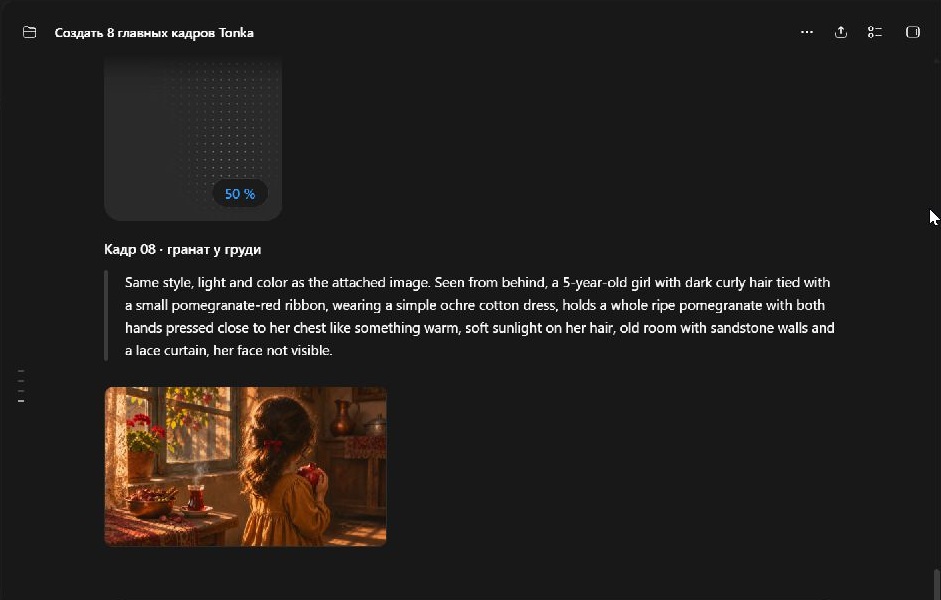 Создать 8 главных кадров Tonka
50 %
Кадр 08 · гранат у груди
Same style, light and color as the attached image. Seen from behind, a 5-year-old girl with dark curly hair tied with
a small pomegranate-red ribbon, wearing a simple ochre cotton dress, holds a whole ripe pomegranate with both
hands pressed close to her chest like something warm, soft sunlight on her hair, old room with sandstone walls and
a lace curtain, her face not visible.